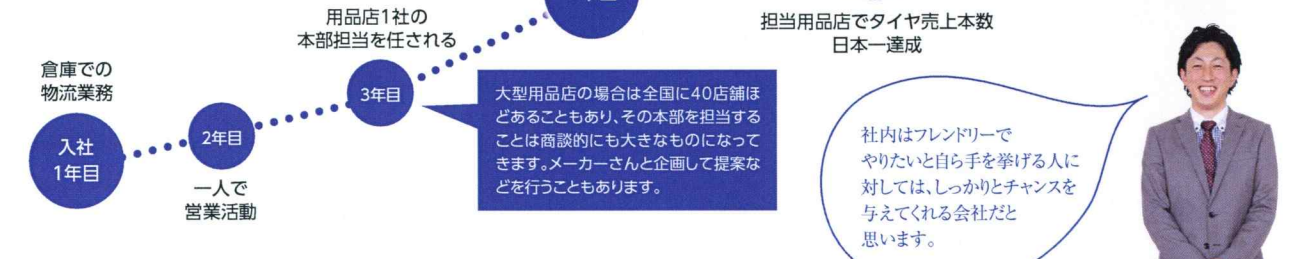 倉庫での
物流業務
入社
1年目
2年目
一人で
営業活動
用品店1社の
本部担当を任される
3年目
大型用品店の場合は全国に40店舗ほ
どあることもあり、その本部を担当する
ことは商談的にも大きなものになって
きます。メーカーさんと企画して提案な
どを行うこともあります。
担当用品店でタイヤ売上本数
日本一達成
社内はフレンドリーで
やりたいと自ら手を挙げる人に
対しては、しっかりとチャンスを
与えてくれる会社だと
思います。